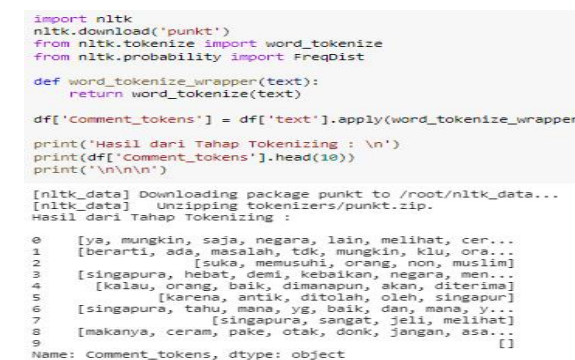 import nltk
nltk.download('punkt')
from nltk.tokenize import word_tokenize
from nltk.probability import FreqDist
def word_tokenize_wrapper(text):
    return word_tokenize(text)
df['Comment_tokens'] = df['text'].apply(word_tokenize_wrapper
print('Hasil dari Tahap Tokenizing : \n')
print(df['Comment_tokens'].head(10))
print('\n\n\n')
[nltk_data] Downloading package punkt to /root/nltk_data...
[nltk_data]   Unzipping tokenizers/punkt.zip.
Hasil dari Tahap Tokenizing :
0    [ya, mungkin, saja, negara, lain, melihat, cer...
1    [berarti, ada, masalah, tdk, mungkin, klu, ora...
2    [suka, memusuhi, orang, non, muslim]
3    [singapura, hebat, demi, kebaikan, negara, men...
4    [kalau, orang, baik, dimanapun, akan, diterima]
5    [karena, antik, ditolah, oleh, singapur]
6    [singapura, tahu, mana, yg, baik, dan, mana, y...
7    [singapura, sangat, jeli, melihat]
8    [makanya, ceram, pake, otak, donk, jangan, asa...
9    []
Name: Comment_tokens, dtype: object